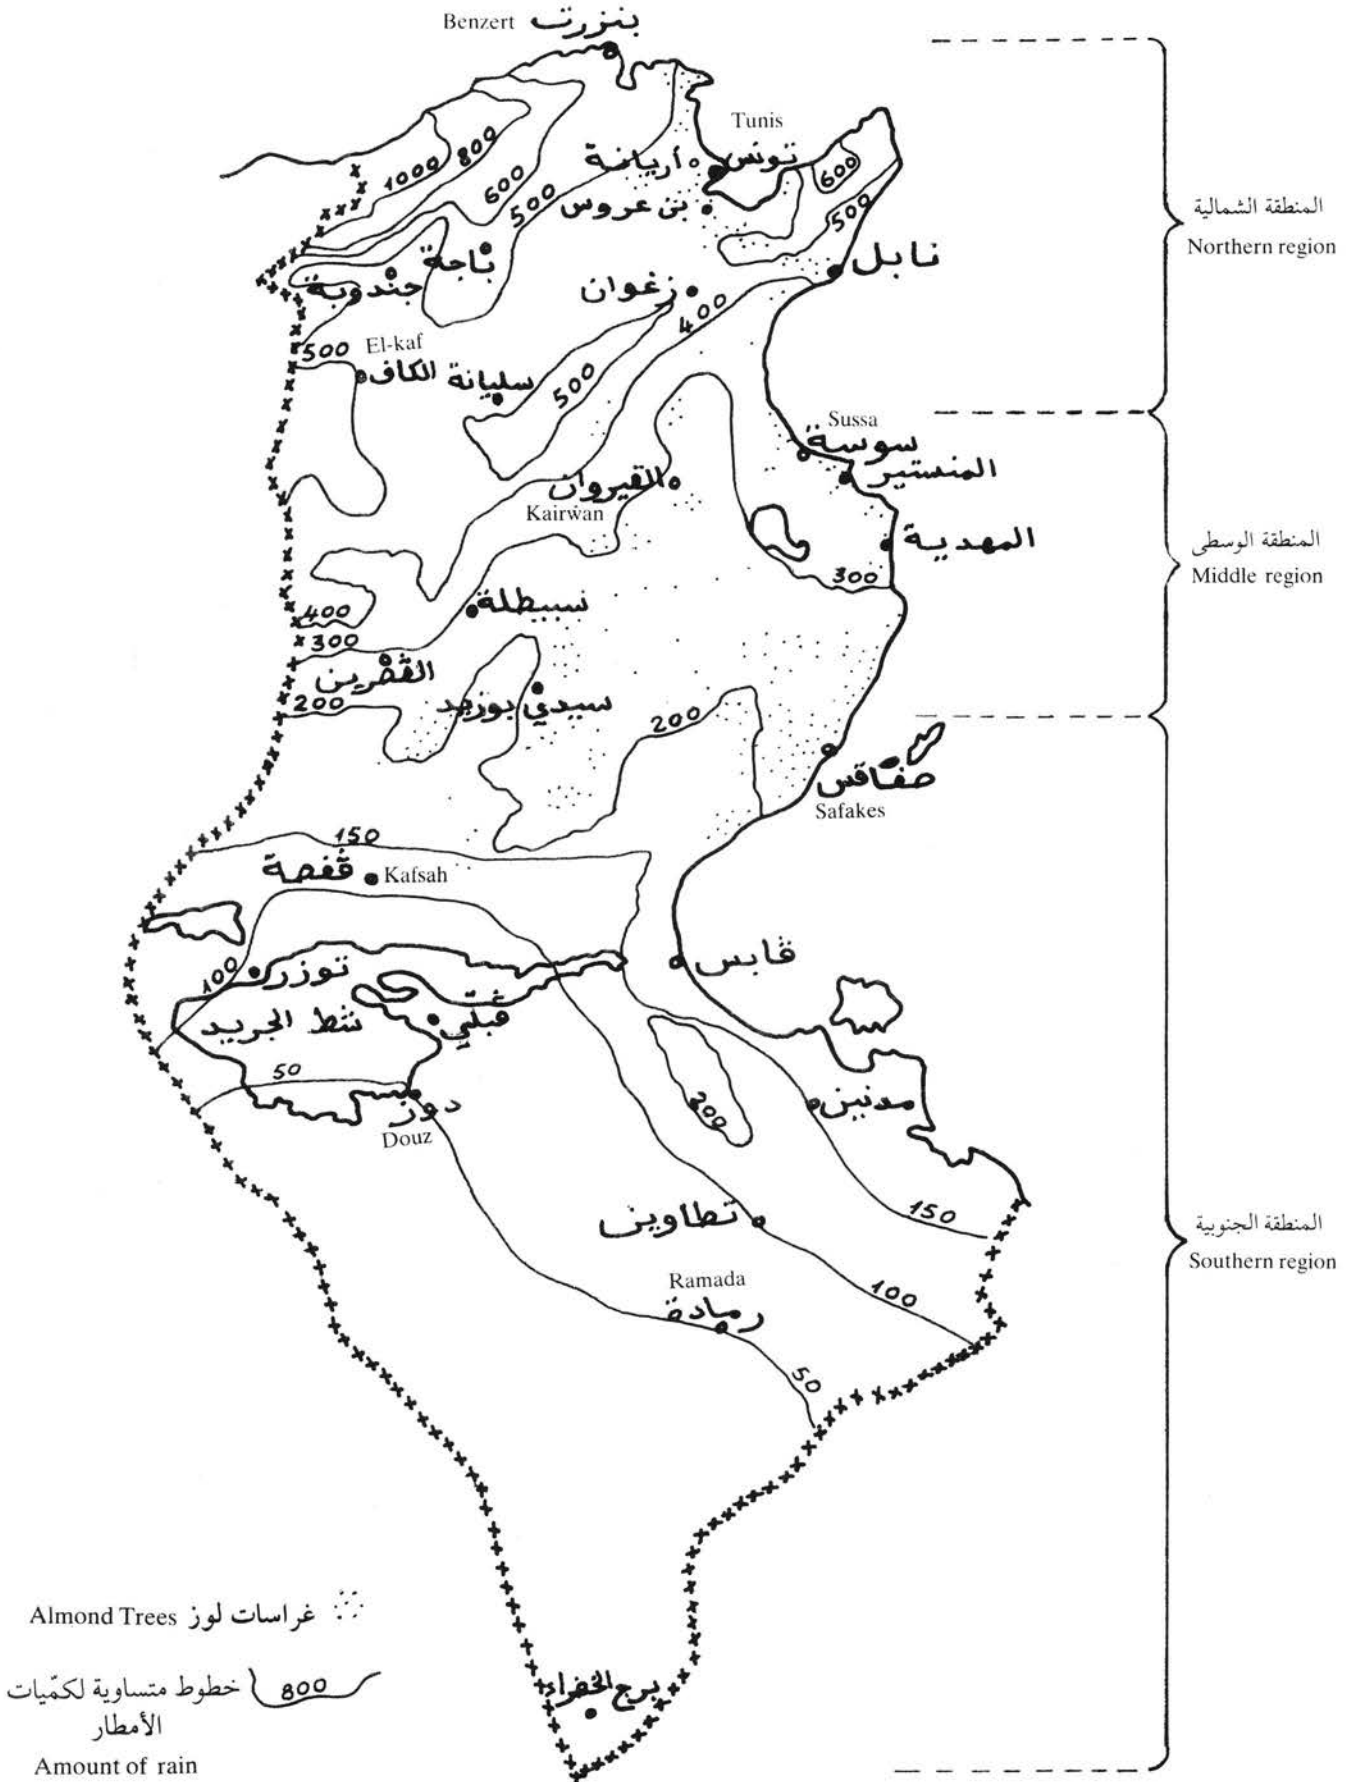 Benzert بنزرت
Tunis
تونس
أريانة
بن عروس
1000
800
600
500
600
500
المنطقة الشمالية
Northern region
نابل
باجة
جندوبة
زغوان
400
500
El-kaf
الكاف
سليانة
500
Sussa
سوسة
المنستير
القيروان
Kairwan
المهدية
المنطقة الوسطى
Middle region
300
سبيطلة
400
300
القصرين
200
سيدي بوزيد
200
صفاقس
Safakes
150
قفصة
Kafsah
قابس
100
توزر
شط الجريد
قبلّي
50
دوز
Douz
200
مدنين
تطاوين
150
المنطقة الجنوبية
Southern region
Ramada
رمادة
100
50
Almond Trees غراسات لوز
برج الخضراء
800 خطوط متساوية لكمّيات
الأمطار
Amount of rain